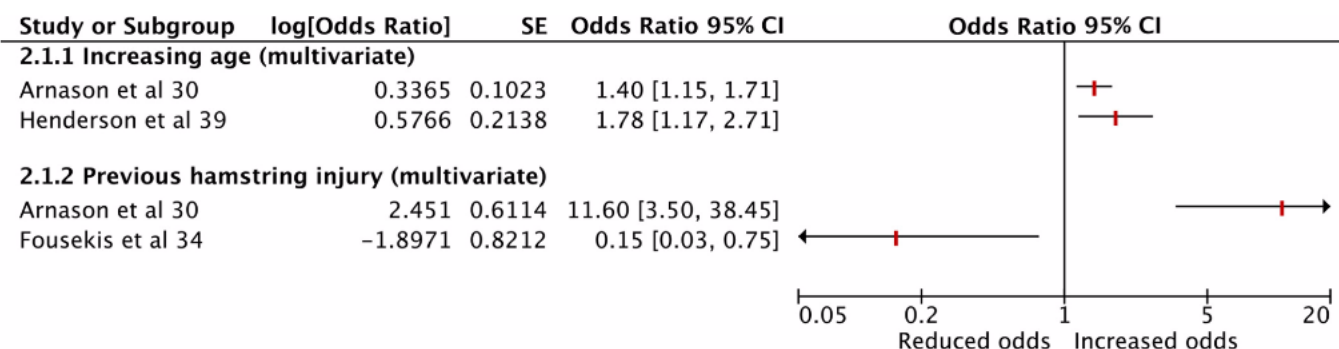 Study or Subgroup log[Odds Ratio] SE Odds Ratio 95% CI Odds Ratio 95% CI
2.1.1 Increasing age (multivariate)
Arnason et al 30 0.3365 0.1023 1.40 [1.15, 1.71]
Henderson et al 39 0.5766 0.2138 1.78 [1.17, 2.71]
2.1.2 Previous hamstring injury (multivariate)
Arnason et al 30 2.451 0.6114 11.60 [3.50, 38.45]
Fousekis et al 34 −1.8971 0.8212 0.15 [0.03, 0.75]
0.05 0.2 1 5 20
Reduced odds Increased odds